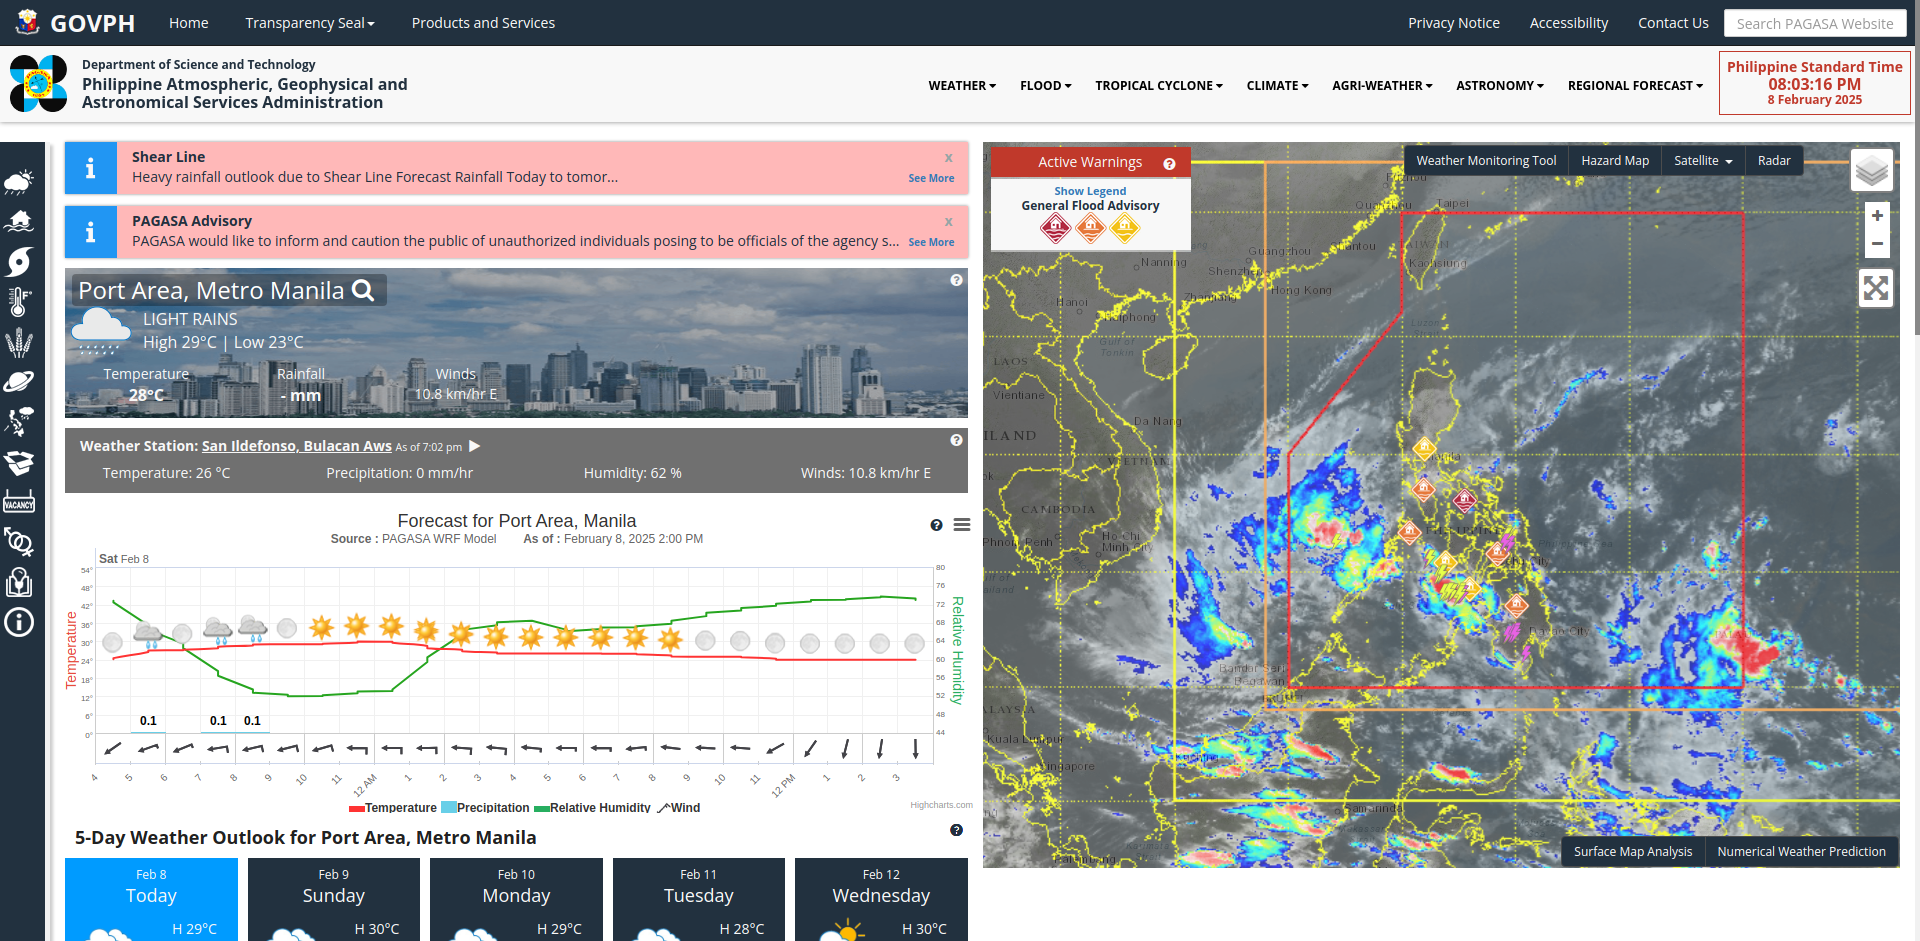 GOVPH
Home
Transparency Seal
Products and Services
Privacy Notice
Accessibility
Contact Us
Search PAGASA Website
Department of Science and Technology
Philippine Atmospheric, Geophysical and
Astronomical Services Administration
WEATHER
FLOOD
TROPICAL CYCLONE
CLIMATE
AGRI-WEATHER
ASTRONOMY
REGIONAL FORECAST
Philippine Standard Time
08:03:16 PM
8 February 2025
VACANCY
Shear Line
x
Heavy rainfall outlook due to Shear Line Forecast Rainfall Today to tomor...
See More
PAGASA Advisory
x
PAGASA would like to inform and caution the public of unauthorized individuals posing to be officials of the agency s...
See More
Port Area, Metro Manila
LIGHT RAINS
High 29°C | Low 23°C
Temperature
28°C
Rainfall
- mm
Winds
10.8 km/hr E
Weather Station: San Ildefonso, Bulacan Aws As of 7:02 pm
Temperature: 26 °C
Precipitation: 0 mm/hr
Humidity: 62 %
Winds: 10.8 km/hr E
Forecast for Port Area, Manila
Source : PAGASA WRF Model As of : February 8, 2025 2:00 PM
Sat Feb 8
Temperature
54°
48°
42°
36°
30°
24°
18°
12°
6°
0°
80
76
72
68
64
60
56
52
48
44
Relative Humidity
0.1
0.1
0.1
4
5
6
7
8
9
10
11
12 AM
1
2
3
4
5
6
7
8
9
10
11
12 PM
1
2
3
Temperature
Precipitation
Relative Humidity
Wind
Highcharts.com
5-Day Weather Outlook for Port Area, Metro Manila
Feb 8
Today
H 29°C
Feb 9
Sunday
H 30°C
Feb 10
Monday
H 29°C
Feb 11
Tuesday
H 28°C
Feb 12
Wednesday
H 30°C
Active Warnings
Show Legend
General Flood Advisory
Weather Monitoring Tool
Hazard Map
Satellite
Radar
+
−
Taipei
TAIWAN
Kaohsiung
Guangzhou
Shantou
Nanning
Shenzhen
Hong Kong
Zhanjiang
Hanoi
Haiphong
Gulf of
Tonkin
LAOS
Vientiane
Da Nang
ILAND
VIETNAM
CAMBODIA
Phnom Penh
Ho Chi
Minh City
Davao City
Bandar Seri
Begawan
ALAYSIA
Kuala Lumpur
Singapore
Kuching
Samarinda
Surface Map Analysis
Numerical Weather Prediction